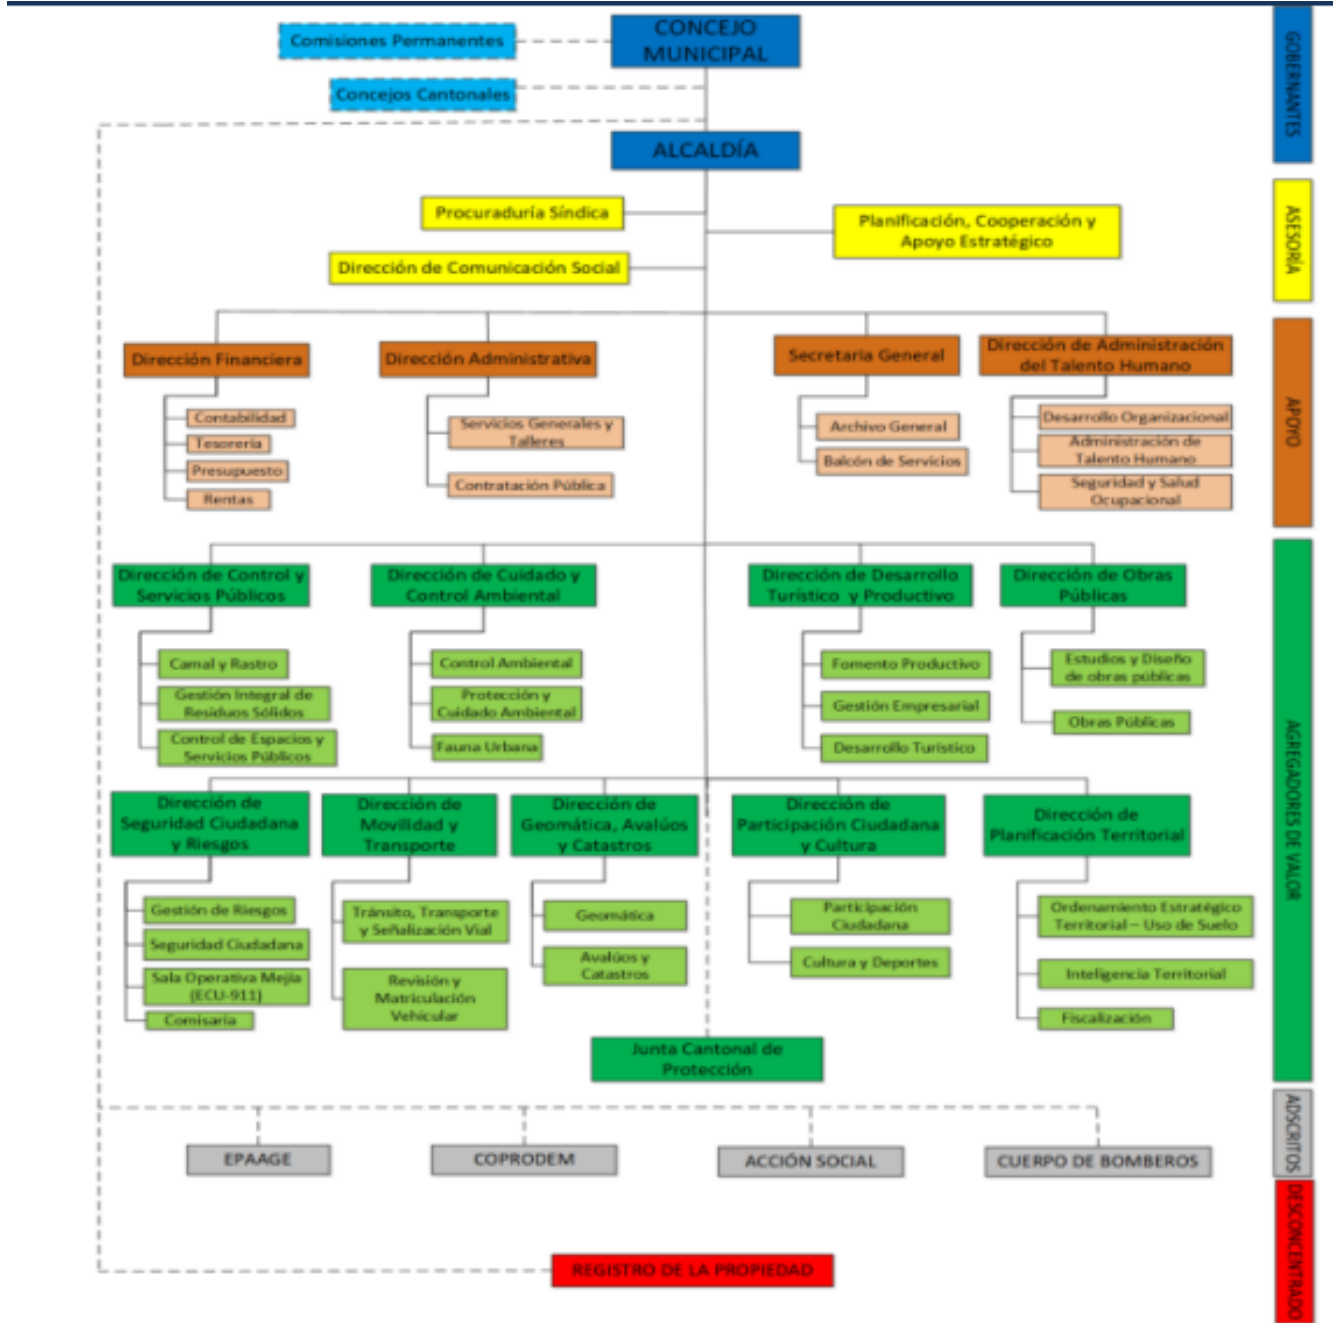 CONCEJO
MUNICIPAL
Comisiones Permanentes
Concejos Cantonales
ALCALDÍA
GOBERNANTES
Procuraduría Síndica
Planificación, Cooperación y
Apoyo Estratégico
Dirección de Comunicación Social
ASESORÍA
Dirección Financiera
Contabilidad
Tesorería
Presupuesto
Rentas
Dirección Administrativa
Servicios Generales y
Talleres
Contratación Pública
Secretaria General
Archivo General
Balcón de Servicios
Dirección de Administración
del Talento Humano
Desarrollo Organizacional
Administración de
Talento Humano
Seguridad y Salud
Ocupacional
APOYO
Dirección de Control y
Servicios Públicos
Camal y Rastro
Gestión Integral de
Residuos Sólidos
Control de Espacios y
Servicios Públicos
Dirección de Cuidado y
Control Ambiental
Control Ambiental
Protección y
Cuidado Ambiental
Fauna Urbana
Dirección de Desarrollo
Turístico y Productivo
Fomento Productivo
Gestión Empresarial
Desarrollo Turístico
Dirección de Obras
Públicas
Estudios y Diseño
de obras públicas
Obras Públicas
Dirección de
Seguridad Ciudadana
y Riesgos
Gestión de Riesgos
Seguridad Ciudadana
Sala Operativa Mejía
(ECU-911)
Comisaría
Dirección de
Movilidad y
Transporte
Tránsito, Transporte
y Señalización Vial
Revisión y
Matriculación
Vehicular
Dirección de
Geomática, Avalúos
y Catastros
Geomática
Avalúos y
Catastros
Dirección de
Participación Ciudadana
y Cultura
Participación
Ciudadana
Cultura y Deportes
Dirección de
Planificación Territorial
Ordenamiento Estratégico
Territorial – Uso de Suelo
Inteligencia Territorial
Fiscalización
Junta Cantonal de
Protección
AGREGADORES DE VALOR
EPAAGE
COPRODEM
ACCIÓN SOCIAL
CUERPO DE BOMBEROS
ADSCRITOS
REGISTRO DE LA PROPIEDAD
DESCONCENTRADO